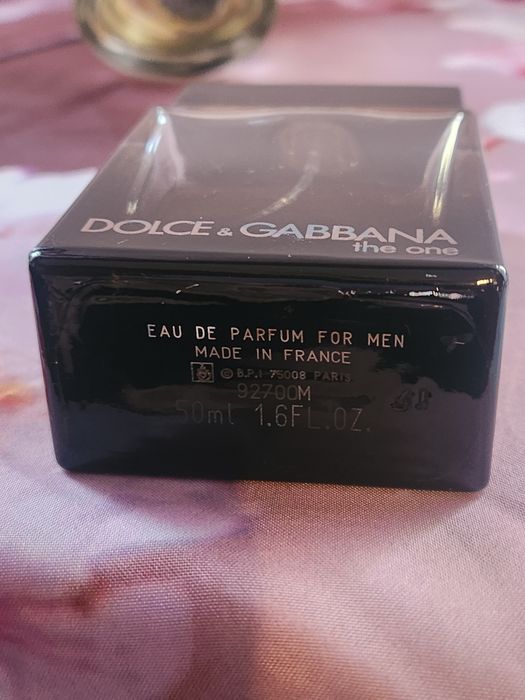 DOLCE & GABBANA
the one
EAU DE PARFUM FOR MEN
MADE IN FRANCE
© B.P.I 75008 PARIS
92700M
50ml 1.6FL.OZ.